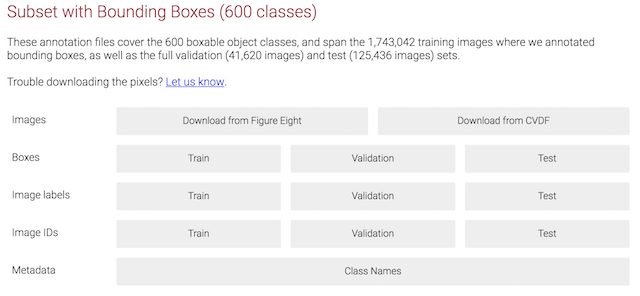 Subset with Bounding Boxes (600 classes)
These annotation files cover the 600 boxable object classes, and span the 1,743,042 training images where we annotated
bounding boxes, as well as the full validation (41,620 images) and test (125,436 images) sets.
Trouble downloading the pixels? Let us know.
Images Download from Figure Eight Download from CVDF
Boxes Train Validation Test
Image labels Train Validation Test
Image IDs Train Validation Test
Metadata Class Names